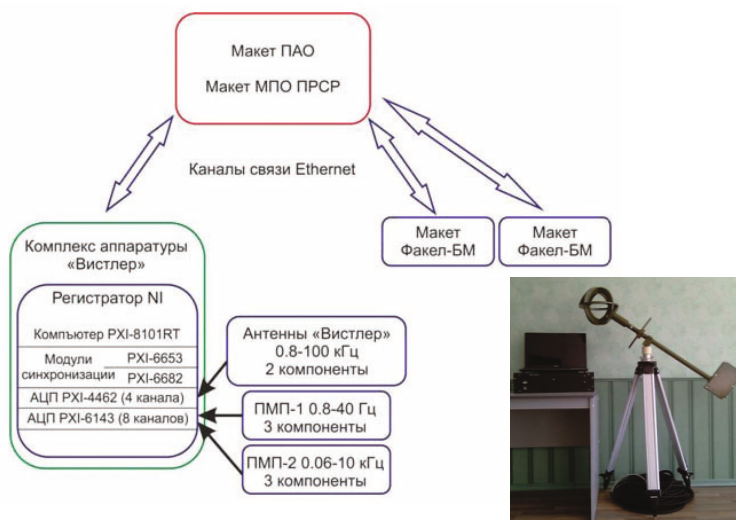 Макет ПАО
Макет МПО ПРСР
Каналы связи Ethernet
Макет
Факел-БМ
Макет
Факел-БМ
Комплекс аппаратуры
«Вистлер»
Регистратор NI
Компъютер PXI-8101RT
Модули
синхронизации
PXI-6653
PXI-6682
АЦП PXI-4462 (4 канала)
АЦП PXI-6143 (8 каналов)
Антенны «Вистлер»
0.8-100 кГц
2 компоненты
ПМП-1 0.8-40 Гц
3 компоненты
ПМП-2 0.06-10 кГц
3 компоненты